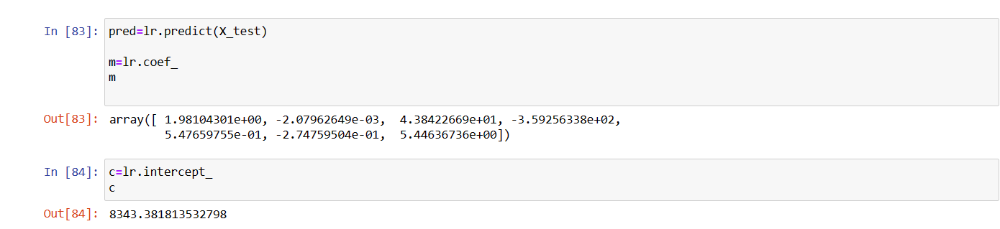 In [83]: pred=lr.predict(X_test)
m=lr.coef_
m
Out[83]: array([ 1.98104301e+00, -2.07962649e-03,  4.38422669e+01, -3.59256338e+02,
5.47659755e-01, -2.74759504e-01,  5.44636736e+00])
In [84]: c=lr.intercept_
c
Out[84]: 8343.381813532798